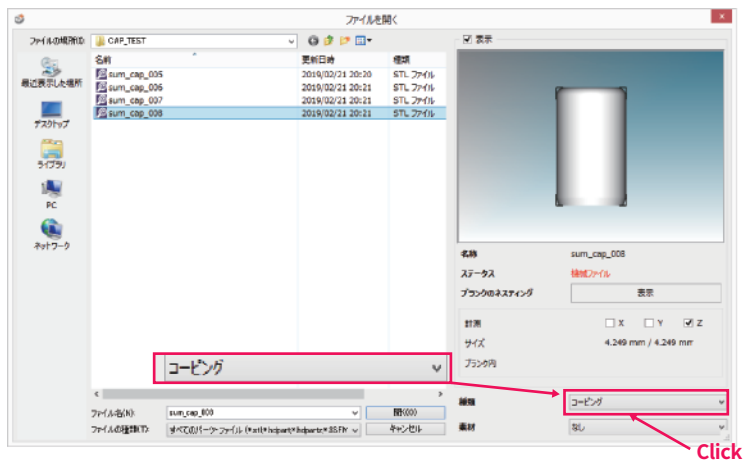 ファイルを開く
ファイルの場所(I):
CAP_TEST
表示
名前
更新日時
種類
sum_cap_005
2019/02/21 20:20
STL ファイル
sum_cap_006
2019/02/21 20:21
STL ファイル
sum_cap_007
2019/02/21 20:21
STL ファイル
sum_cap_008
2019/02/21 20:21
STL ファイル
最近表示した場所
デスクトップ
ライブラリ
PC
ネットワーク
名称
sum_cap_008
ステータス
機械ファイル
ブランクのネスティング
表示
計測
X
Y
Z
サイズ
4.249 mm / 4.249 mm
ブランク内
コーピング
種類
コーピング
ファイル名(N):
sum_cap_008
開く(O)
素材
なし
ファイルの種類(T):
キャンセル
Click